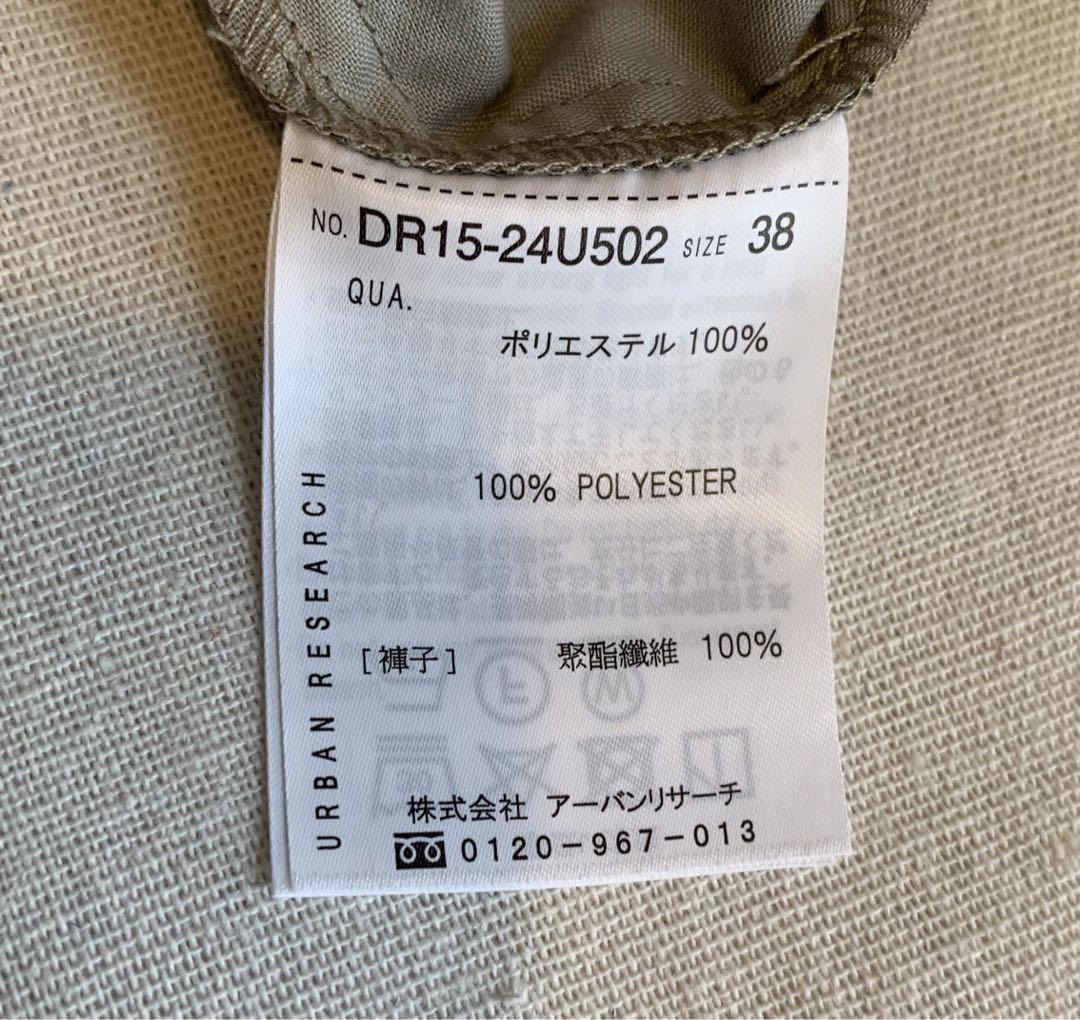 NO. DR15-24U502 SIZE 38
QUA.
ポリエステル 100%
100% POLYESTER
[褲子] 聚酯纖維 100%
URBAN RESEARCH
株式会社 アーバンリサーチ
0120-967-013